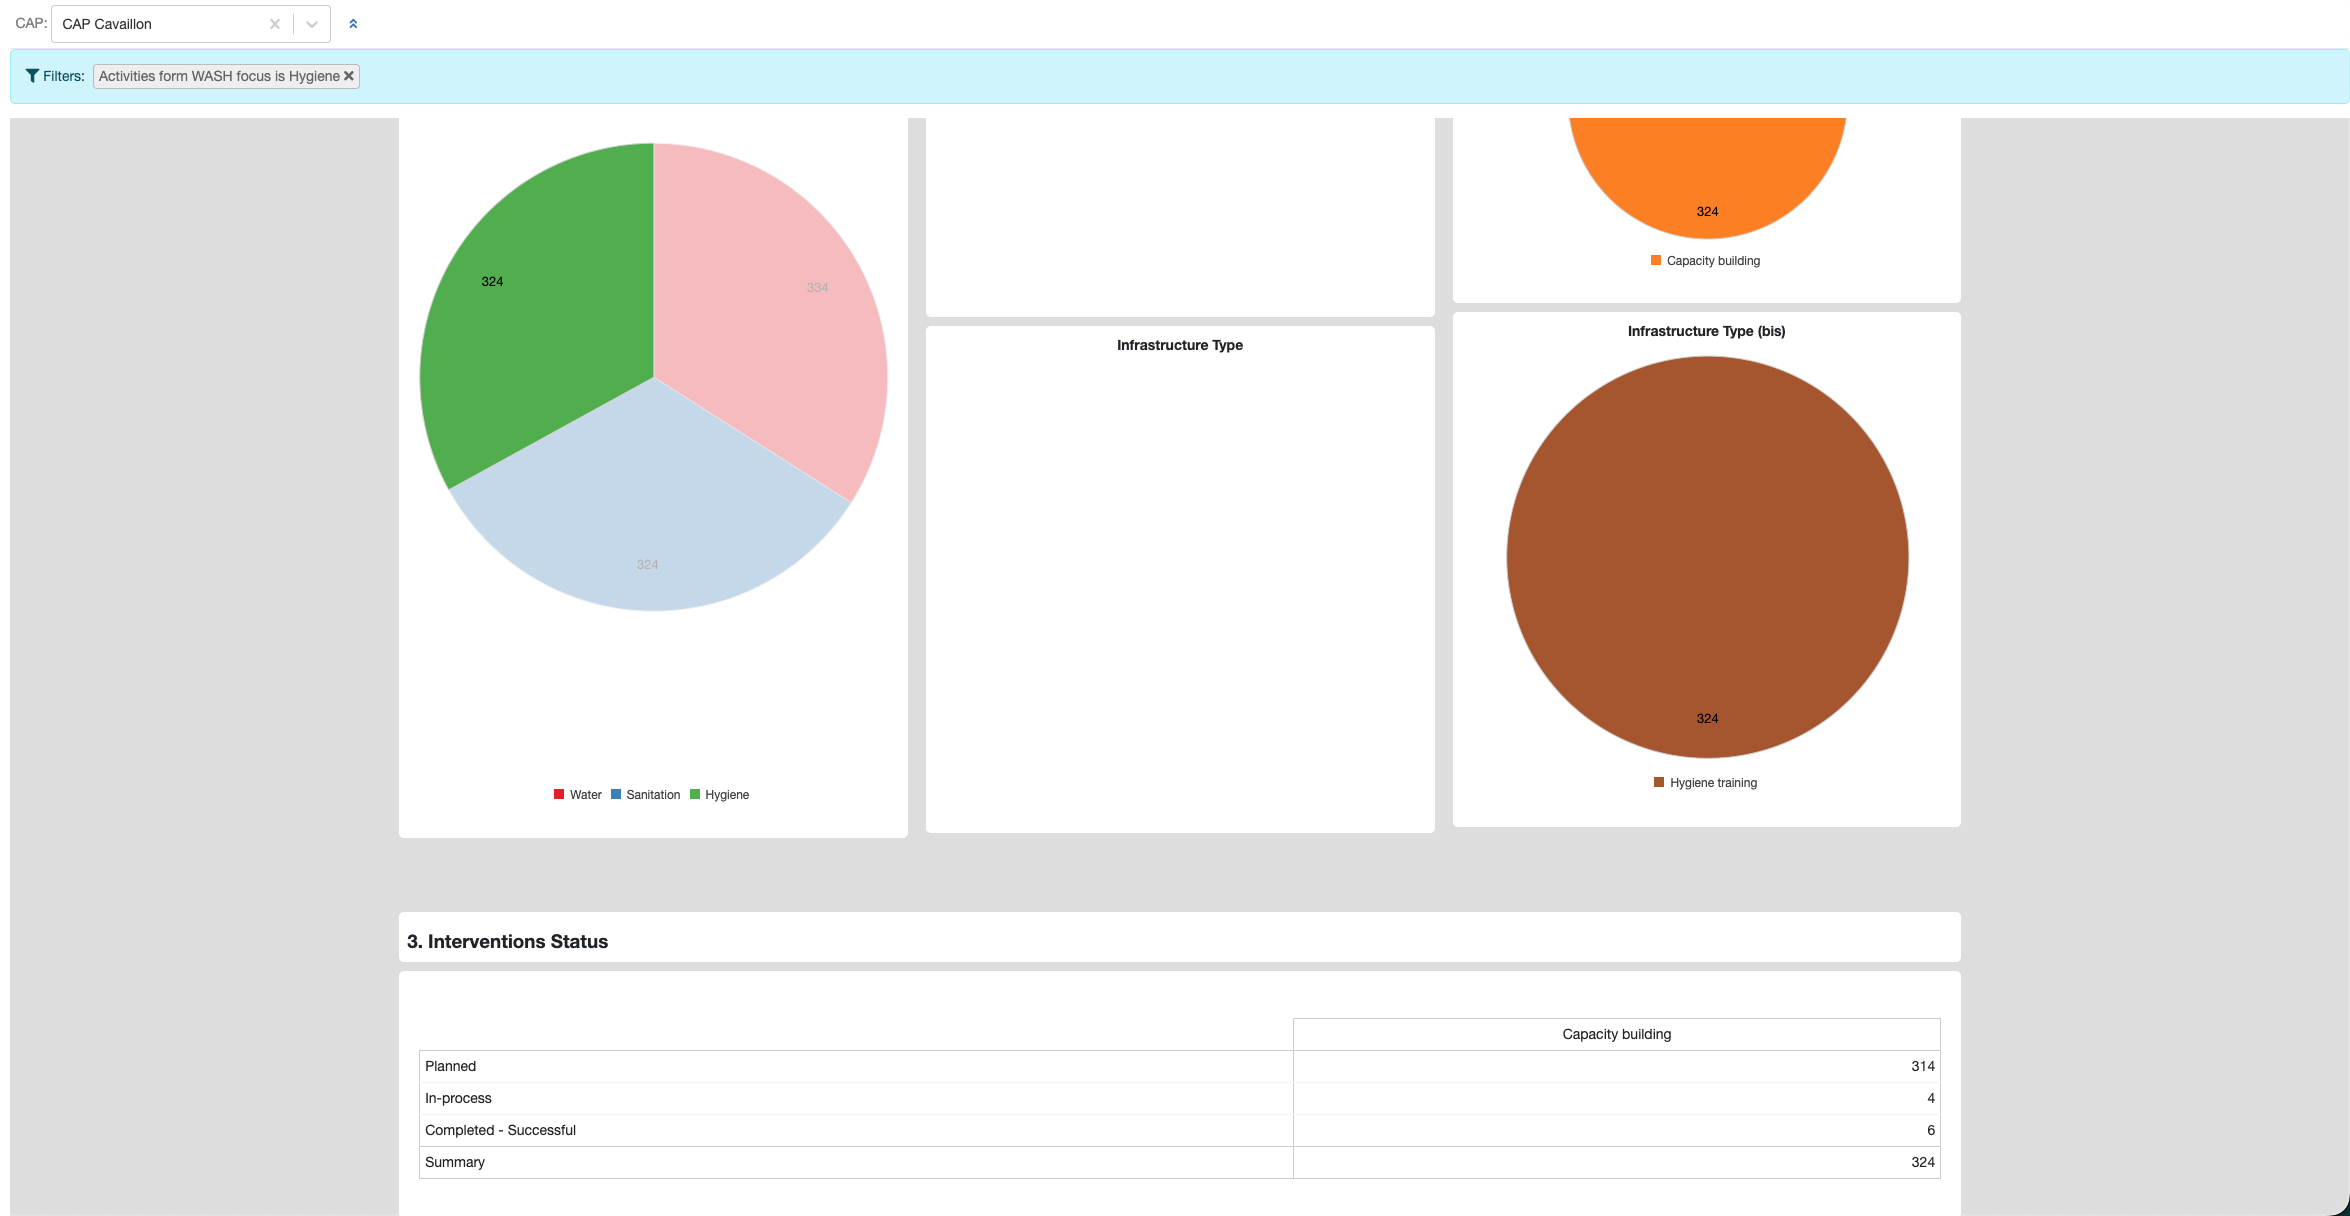 CAP: CAP Cavaillon
Filters: Activities form WASH focus is Hygiene
324
334
324
Water Sanitation Hygiene
Infrastructure Type
324
Capacity building
Infrastructure Type (bis)
324
Hygiene training
3. Interventions Status
Capacity building
Planned 314
In-process 4
Completed - Successful 6
Summary 324